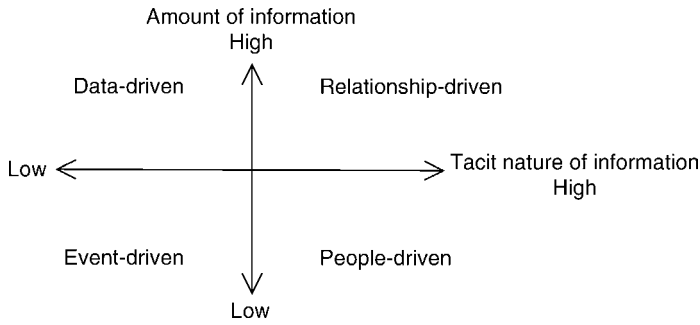 Amount of information
High
Data-driven
Relationship-driven
Low
Tacit nature of information
High
Event-driven
People-driven
Low